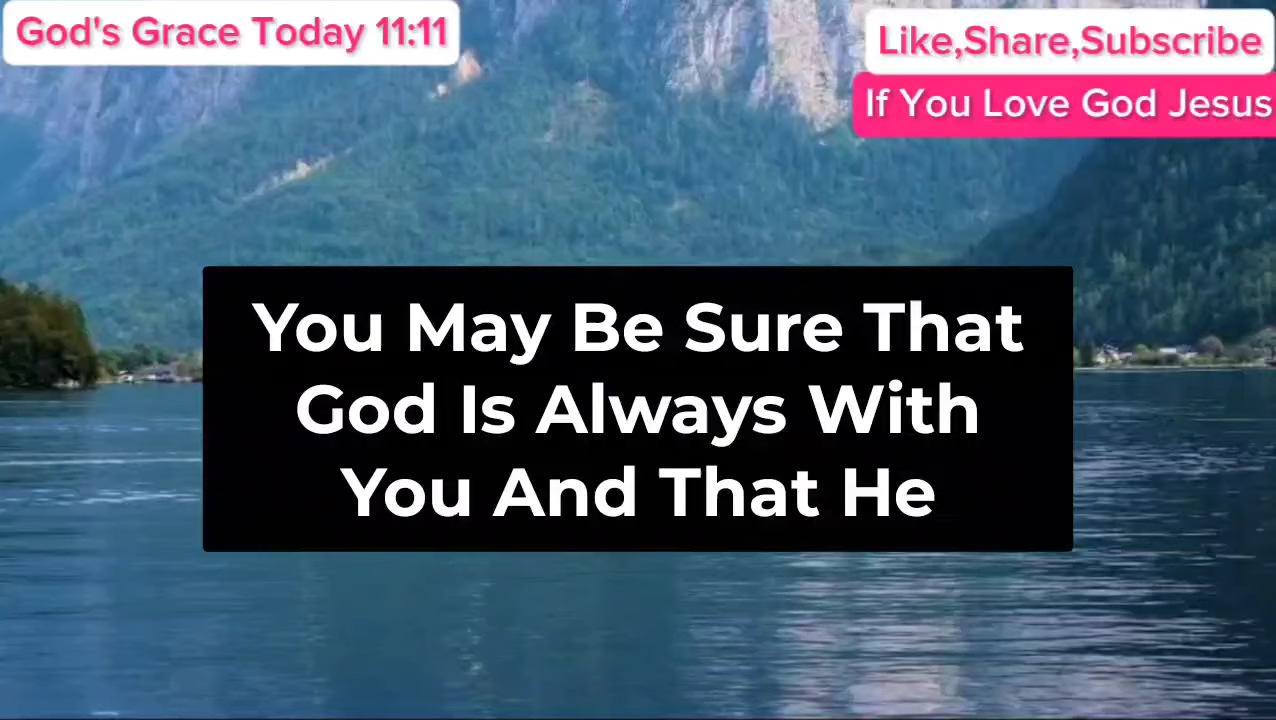 God's Grace Today 11:11
Like,Share,Subscribe
If You Love God Jesus
You May Be Sure That
God Is Always With
You And That He